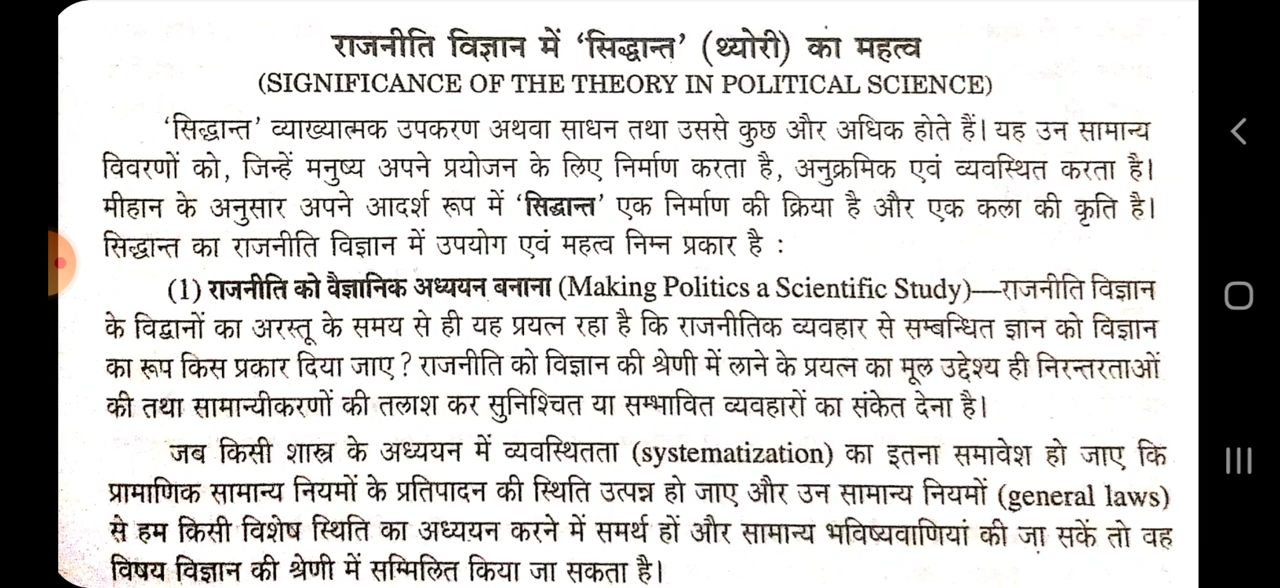 राजनीति विज्ञान में ‘सिद्धान्त’ (थ्योरी) का महत्व
(SIGNIFICANCE OF THE THEORY IN POLITICAL SCIENCE)
‘सिद्धान्त’ व्याख्यात्मक उपकरण अथवा साधन तथा उससे कुछ और अधिक होते हैं। यह उन सामान्य
विवरणों को, जिन्हें मनुष्य अपने प्रयोजन के लिए निर्माण करता है, अनुक्रमिक एवं व्यवस्थित करता है।
मीहान के अनुसार अपने आदर्श रूप में ‘सिद्धान्त’ एक निर्माण की क्रिया है और एक कला की कृति है।
सिद्धान्त का राजनीति विज्ञान में उपयोग एवं महत्व निम्न प्रकार है :
(1) राजनीति को वैज्ञानिक अध्ययन बनाना (Making Politics a Scientific Study)—राजनीति विज्ञान
के विद्वानों का अरस्तू के समय से ही यह प्रयत्न रहा है कि राजनीतिक व्यवहार से सम्बन्धित ज्ञान को विज्ञान
का रूप किस प्रकार दिया जाए ? राजनीति को विज्ञान की श्रेणी में लाने के प्रयत्न का मूल उद्देश्य ही निरन्तरताओं
की तथा सामान्यीकरणों की तलाश कर सुनिश्चित या सम्भावित व्यवहारों का संकेत देना है।
जब किसी शास्त्र के अध्ययन में व्यवस्थितता (systematization) का इतना समावेश हो जाए कि
प्रामाणिक सामान्य नियमों के प्रतिपादन की स्थिति उत्पन्न हो जाए और उन सामान्य नियमों (general laws)
से हम किसी विशेष स्थिति का अध्ययन करने में समर्थ हों और सामान्य भविष्यवाणियां की जा सकें तो वह
विषय विज्ञान की श्रेणी में सम्मिलित किया जा सकता है।